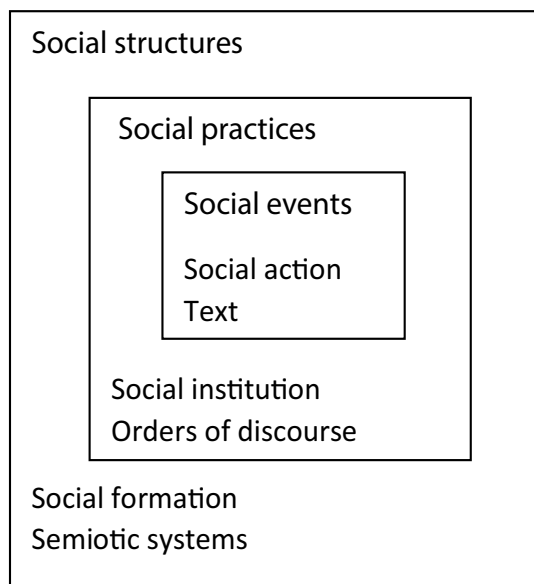 Social structures
Social practices
Social events
Social action
Text
Social institution
Orders of discourse
Social formation
Semiotic systems